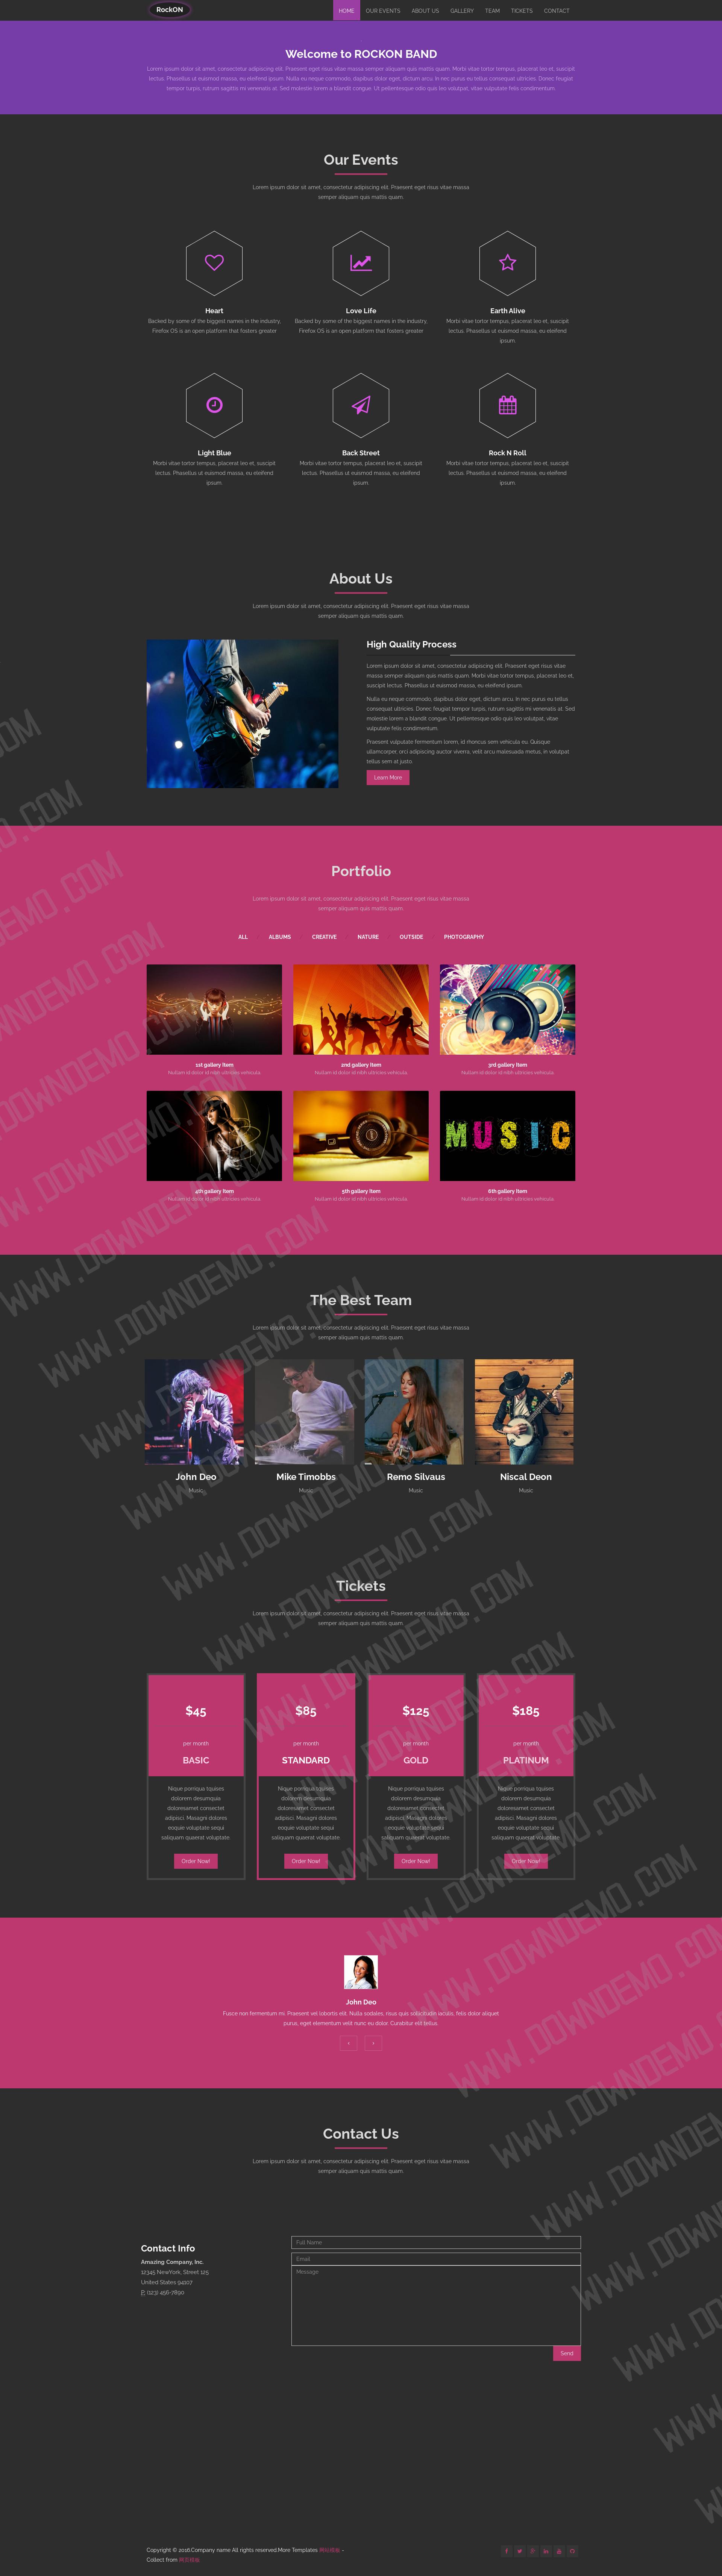 RockON
HOME OUR EVENTS ABOUT US GALLERY TEAM TICKETS CONTACT
Welcome to ROCKON BAND
Lorem ipsum dolor sit amet, consectetur adipiscing elit. Praesent eget risus vitae massa semper aliquam quis mattis quam. Morbi vitae tortor tempus, placerat leo et, suscipit
lectus. Phasellus ut euismod massa, eu eleifend ipsum. Nulla eu neque commodo, dapibus dolor eget, dictum arcu. In nec purus eu tellus consequat ultricies. Donec feugiat
tempor turpis, rutrum sagittis mi venenatis at. Sed molestie lorem a blandit congue. Ut pellentesque odio quis leo volutpat, vitae vulputate felis condimentum.
Our Events
Lorem ipsum dolor sit amet, consectetur adipiscing elit. Praesent eget risus vitae massa
semper aliquam quis mattis quam
Heart
Backed by some of the biggest names in the industry,
Firefox OS is an open platform that fosters greater
Love Life
Backed by some of the biggest names in the industry,
Firefox OS is an open platform that fosters greater
Earth Alive
Morbi vitae tortor tempus, placerat leo et, suscipit
lectus. Phasellus ut euismod massa, eu eleifend
ipsum
Light Blue
Morbi vitae tortor tempus, placerat leo et, suscipit
lectus. Phasellus ut euismod massa, eu eleifend
ipsum
Back Street
Morbi vitae tortor tempus, placerat leo et, suscipit
lectus. Phasellus ut euismod massa, eu eleifend
ipsum
Rock N Roll
Morbi vitae tortor tempus, placerat leo et, suscipit
lectus. Phasellus ut euismod massa, eu eleifend
ipsum
About Us
Lorem ipsum dolor sit amet, consectetur adipiscing elit. Praesent eget risus vitae massa
semper aliquam quis mattis quam
High Quality Process
Lorem ipsum dolor sit amet, consectetur adipiscing elit. Praesent eget risus vitae
massa semper aliquam quis mattis quam. Morbi vitae tortor tempus, placerat leo et,
suscipit lectus. Phasellus ut euismod massa, eu eleifend ipsum.
Nulla eu neque commodo, dapibus dolor eget, dictum arcu. In nec purus eu tellus
consequat ultricies. Donec feugiat tempor turpis, rutrum sagittis mi venenatis at. Sed
molestie lorem a blandit congue. Ut pellentesque odio quis leo volutpat, vitae
vulputate felis condimentum.
Praesent vulputate fermentum lorem, id rhoncus sem vehicula eu. Quisque
ullamcorper, orci adipiscing auctor viverra, velit arcu malesuada metus, in volutpat
tellus sem at justo.
Learn More
Portfolio
Lorem ipsum dolor sit amet, consectetur adipiscing elit. Praesent eget risus vitae massa
semper aliquam quis mattis quam
ALL ALBUMS CREATIVE NATURE OUTSIDE PHOTOGRAPHY
1st gallery Item
Nullam id dolor id nibh ultricies vehicula.
2nd gallery Item
Nullam id dolor id nibh ultricies vehicula.
3rd gallery Item
Nullam id dolor id nibh ultricies vehicula.
MUSIC
4th gallery Item
Nullam id dolor id nibh ultricies vehicula.
5th gallery Item
Nullam id dolor id nibh ultricies vehicula.
6th gallery Item
Nullam id dolor id nibh ultricies vehicula.
The Best Team
Lorem ipsum dolor sit amet, consectetur adipiscing elit. Praesent eget risus vitae massa
semper aliquam quis mattis quam
John Deo
Music
Mike Timobbs
Music
Remo Silvaus
Music
Niscal Deon
Music
Tickets
Lorem ipsum dolor sit amet, consectetur adipiscing elit. Praesent eget risus vitae massa
semper aliquam quis mattis quam
$45
per month
BASIC
Nique porriqua tquises
dolorem desumquia
doloresamet consectet
adipisci. Masagni dolores
eoquie voluptate sequi
saliquam quaerat voluptate.
Order Now!
$85
per month
STANDARD
Nique porriqua tquises
dolorem desumquia
doloresamet consectet
adipisci. Masagni dolores
eoquie voluptate sequi
saliquam quaerat voluptate.
Order Now!
$125
per month
GOLD
Nique porriqua tquises
dolorem desumquia
doloresamet consectet
adipisci. Masagni dolores
eoquie voluptate sequi
saliquam quaerat voluptate.
Order Now!
$185
per month
PLATINUM
Nique porriqua tquises
dolorem desumquia
doloresamet consectet
adipisci. Masagni dolores
eoquie voluptate sequi
saliquam quaerat voluptate.
Order Now!
John Deo
Fusce non fermentum mi. Praesent vel lobortis elit. Nulla sodales, risus quis sollicitudin iaculis, felis dolor aliquet
purus, eget elementum velit nunc eu dolor. Curabitur elit tellus.
Contact Us
Lorem ipsum dolor sit amet, consectetur adipiscing elit. Praesent eget risus vitae massa
semper aliquam quis mattis quam
Contact Info
Amazing Company, Inc.
12345 NewYork, Street 125
United States 94107
P: (123) 456-7890
Full Name
Email
Message
Send
Copyright © 2016.Company name All rights reserved.More Templates 网站模板 -
Collect from 网页模板
WWW.DOWNDEMO.COM